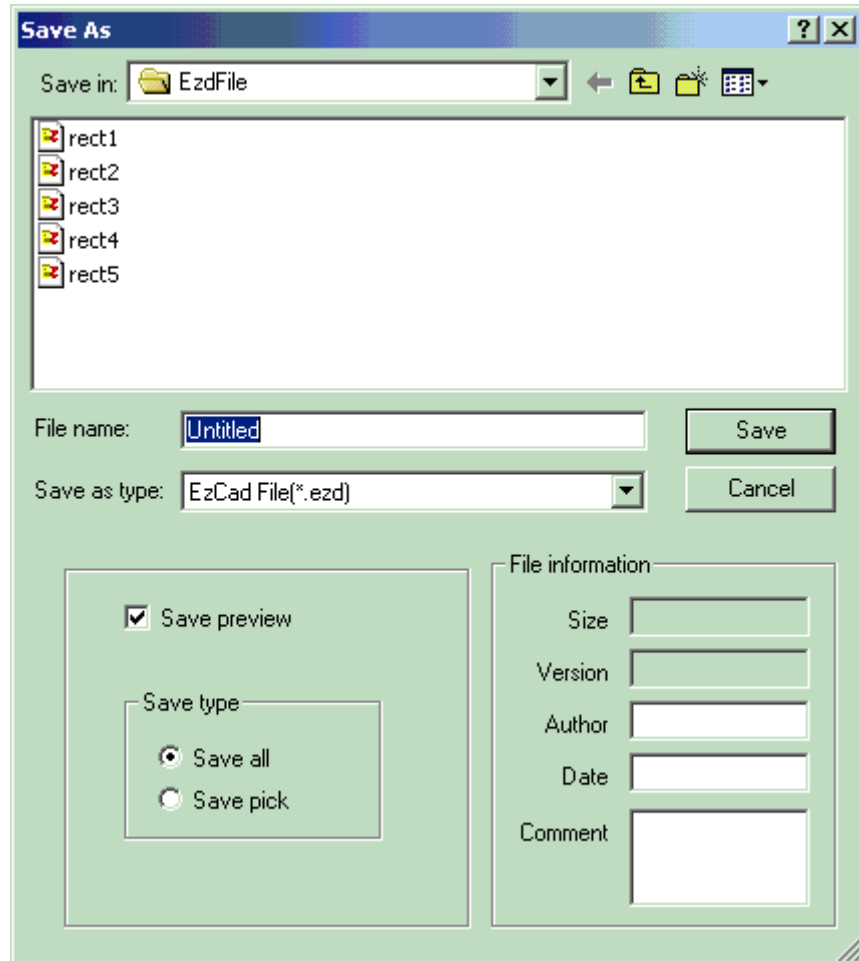 Save As
Save in: EzdFile
rect1
rect2
rect3
rect4
rect5
File name: Untitled Save
Save as type: EzCad File(*.ezd) Cancel
Save preview
Save type
Save all
Save pick
File information
Size
Version
Author
Date
Comment